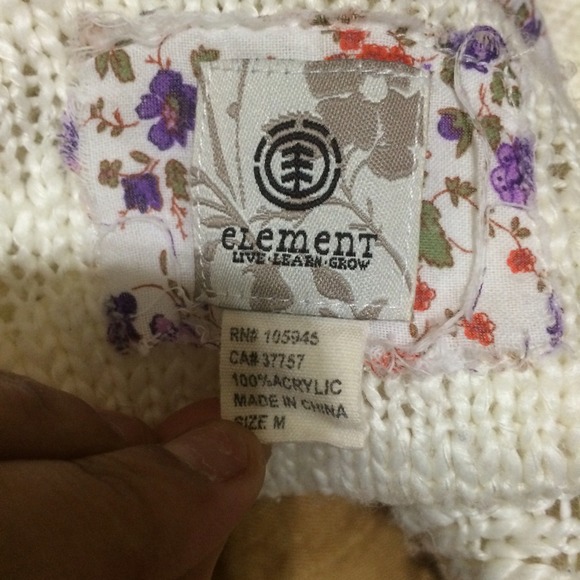 element
LIVE·LEARN·GROW
RN# 105945
CA# 37757
100%ACRYLIC
MADE IN CHINA
SIZE M